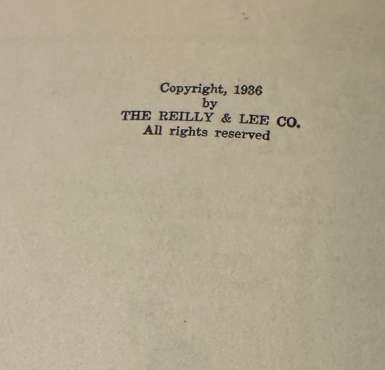 Copyright, 1936
by
THE REILLY & LEE CO.
All rights reserved